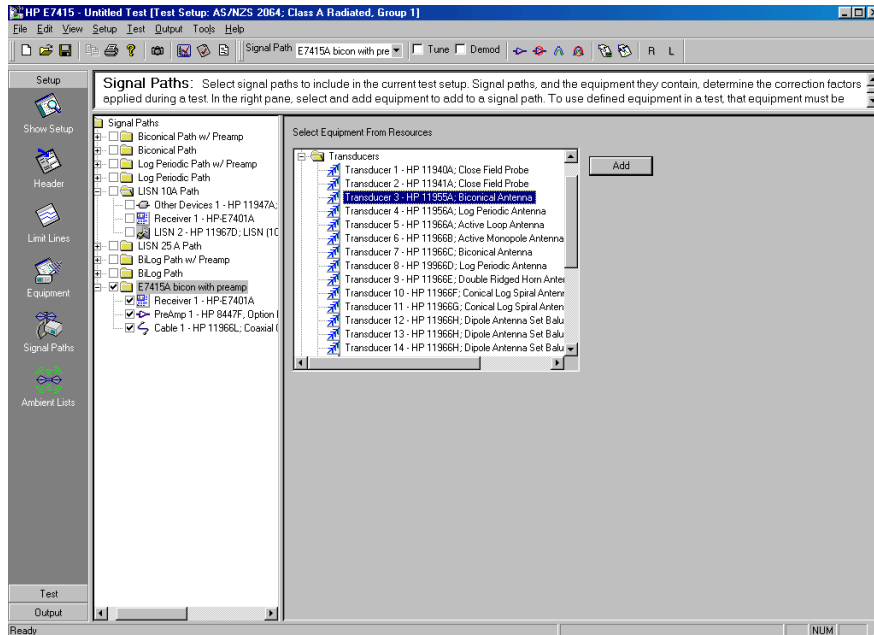 HP E7415 - Untitled Test [Test Setup: AS/NZS 2064; Class A Radiated, Group 1]
File Edit View Setup Test Output Tools Help
Signal Path E7415A bicon with pre Tune Demod R L
Setup
Show Setup
Header
Limit Lines
Equipment
Signal Paths
Ambient Lists
Test
Output
Signal Paths: Select signal paths to include in the current test setup. Signal paths, and the equipment they contain, determine the correction factors
applied during a test. In the right pane, select and add equipment to add to a signal path. To use defined equipment in a test, that equipment must be
Signal Paths
Biconical Path w/ Preamp
Biconical Path
Log Periodic Path w/ Preamp
Log Periodic Path
LISN 10A Path
Other Devices 1 - HP 11947A;
Receiver 1 - HP-E7401A
LISN 2 - HP 11967D; LISN (10
LISN 25 A Path
BiLog Path w/ Preamp
BiLog Path
E7415A bicon with preamp
Receiver 1 - HP-E7401A
PreAmp 1 - HP 8447F, Option
Cable 1 - HP 11966L; Coaxial
Select Equipment From Resources
Transducers
Transducer 1 - HP 11940A; Close Field Probe
Transducer 2 - HP 11941A; Close Field Probe
Transducer 3 - HP 11955A; Biconical Antenna
Transducer 4 - HP 11956A; Log Periodic Antenna
Transducer 5 - HP 11966A; Active Loop Antenna
Transducer 6 - HP 11966B; Active Monopole Antenna
Transducer 7 - HP 11966C; Biconical Antenna
Transducer 8 - HP 19966D; Log Periodic Antenna
Transducer 9 - HP 11966E; Double Ridged Horn Anter
Transducer 10 - HP 11966F; Conical Log Spiral Antenr
Transducer 11 - HP 11966G; Conical Log Spiral Anten
Transducer 12 - HP 11966H; Dipole Antenna Set Balu
Transducer 13 - HP 11966H; Dipole Antenna Set Balu
Transducer 14 - HP 11966H; Dipole Antenna Set Balu
Add
Ready
NUM